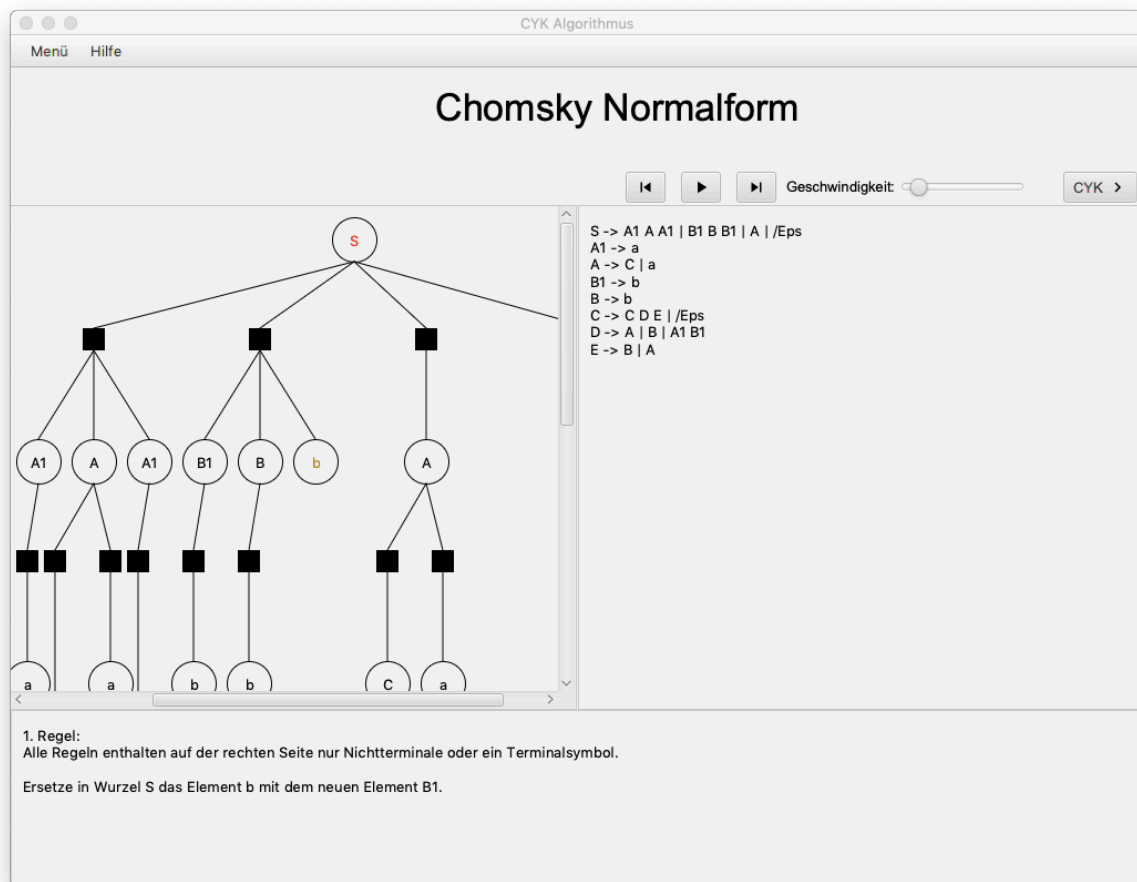 CYK Algorithmus
Menü Hilfe
Chomsky Normalform
Geschwindigkeit: CYK >
S
A1 A A1 B1 B b A
a a b b C a
S -> A1 A A1 | B1 B B1 | A | /Eps
A1 -> a
A -> C | a
B1 -> b
B -> b
C -> C D E | /Eps
D -> A | B | A1 B1
E -> B | A
1. Regel:
Alle Regeln enthalten auf der rechten Seite nur Nichtterminale oder ein Terminalsymbol.
Ersetze in Wurzel S das Element b mit dem neuen Element B1.